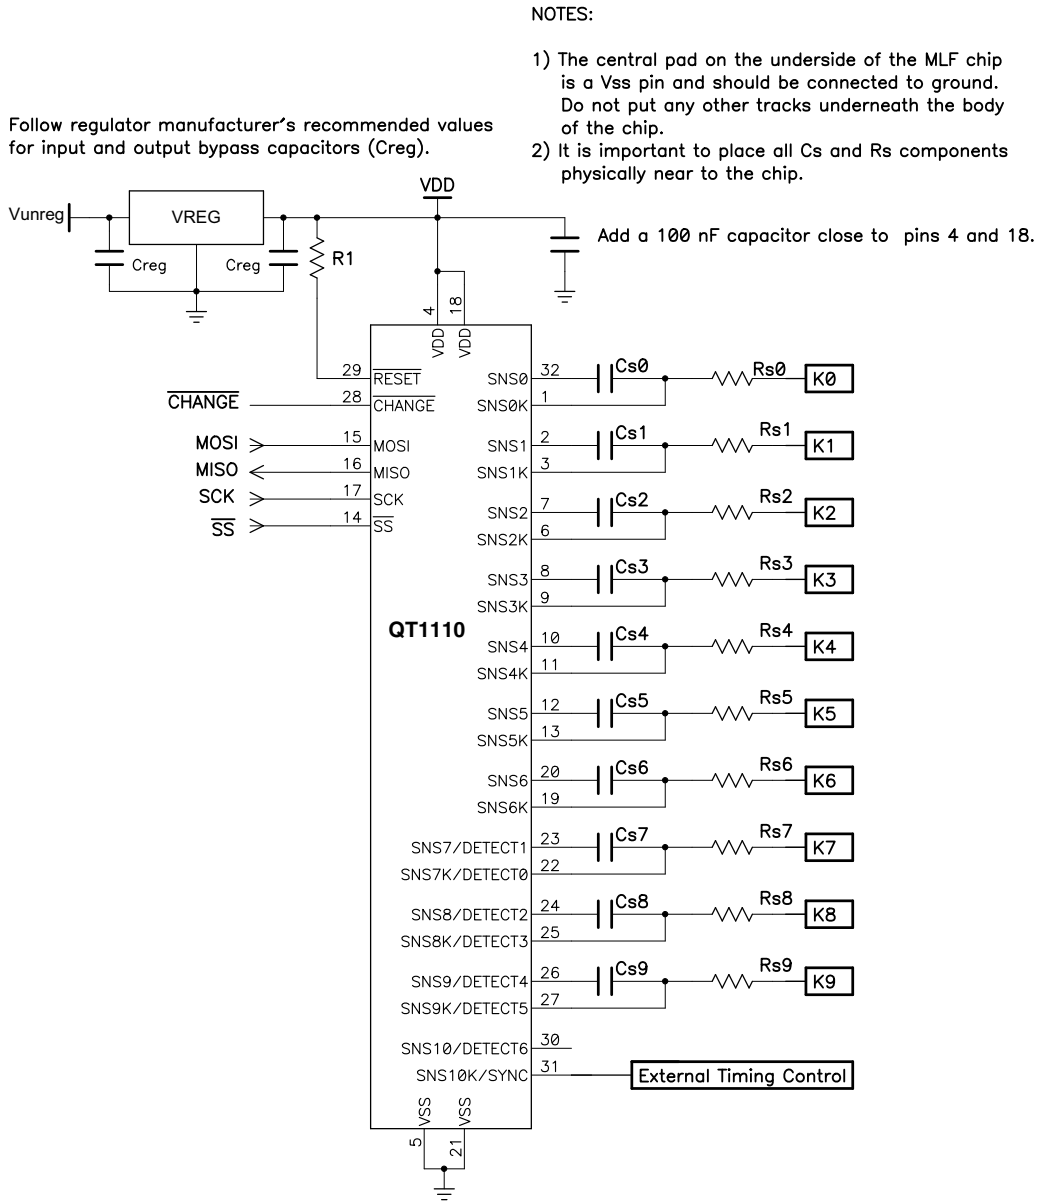 NOTES:
1) The central pad on the underside of the MLF chip
is a Vss pin and should be connected to ground.
Do not put any other tracks underneath the body
of the chip.
2) It is important to place all Cs and Rs components
physically near to the chip.
Follow regulator manufacturer's recommended values
for input and output bypass capacitors (Creg).
VDD
Vunreg
VREG
Creg
Creg
R1
Add a 100 nF capacitor close to pins 4 and 18.
4
18
VDD
VDD
29
RESET
CHANGE
28
CHANGE
MOSI
15
MOSI
MISO
16
MISO
SCK
17
SCK
SS
14
SS
QT1110
SNS0
32
Cs0
Rs0
K0
SNS0K
1
SNS1
2
Cs1
Rs1
K1
SNS1K
3
SNS2
7
Cs2
Rs2
K2
SNS2K
6
SNS3
8
Cs3
Rs3
K3
SNS3K
9
SNS4
10
Cs4
Rs4
K4
SNS4K
11
SNS5
12
Cs5
Rs5
K5
SNS5K
13
SNS6
20
Cs6
Rs6
K6
SNS6K
19
SNS7/DETECT1
23
Cs7
Rs7
K7
SNS7K/DETECT0
22
SNS8/DETECT2
24
Cs8
Rs8
K8
SNS8K/DETECT3
25
SNS9/DETECT4
26
Cs9
Rs9
K9
SNS9K/DETECT5
27
SNS10/DETECT6
30
SNS10K/SYNC
31
External Timing Control
VSS
VSS
5
21